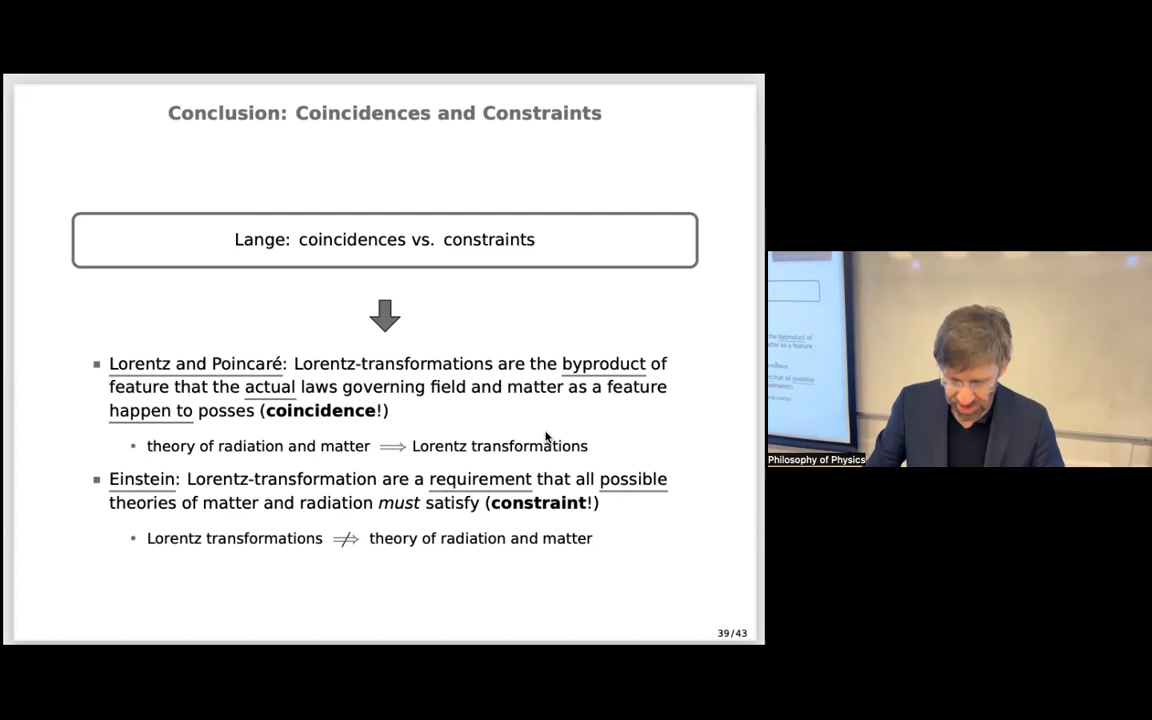 Conclusion: Coincidences and Constraints
Lange: coincidences vs. constraints
▪ Lorentz and Poincaré: Lorentz-transformations are the byproduct of
feature that the actual laws governing field and matter as a feature
happen to posses (coincidence!)
• theory of radiation and matter ⟹ Lorentz transformations
▪ Einstein: Lorentz-transformation are a requirement that all possible
theories of matter and radiation must satisfy (constraint!)
• Lorentz transformations ⇏ theory of radiation and matter
39/43
Philosophy of Physics